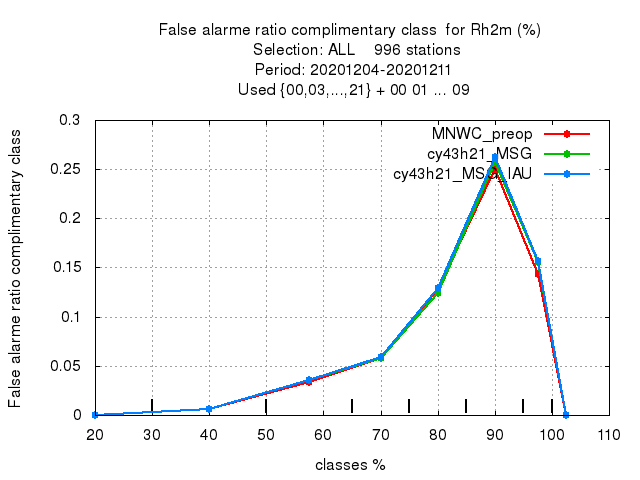 False alarme ratio complimentary class  for Rh2m (%)
Selection: ALL    996 stations
Period: 20201204-20201211
Used {00,03,...,21} + 00 01 ... 09
False alarme ratio complimentary class
0.3
0.25
0.2
0.15
0.1
0.05
0
MNWC_preop
cy43h21_MSG
cy43h21_MSG_IAU
20 30 40 50 60 70 80 90 100 110
classes %